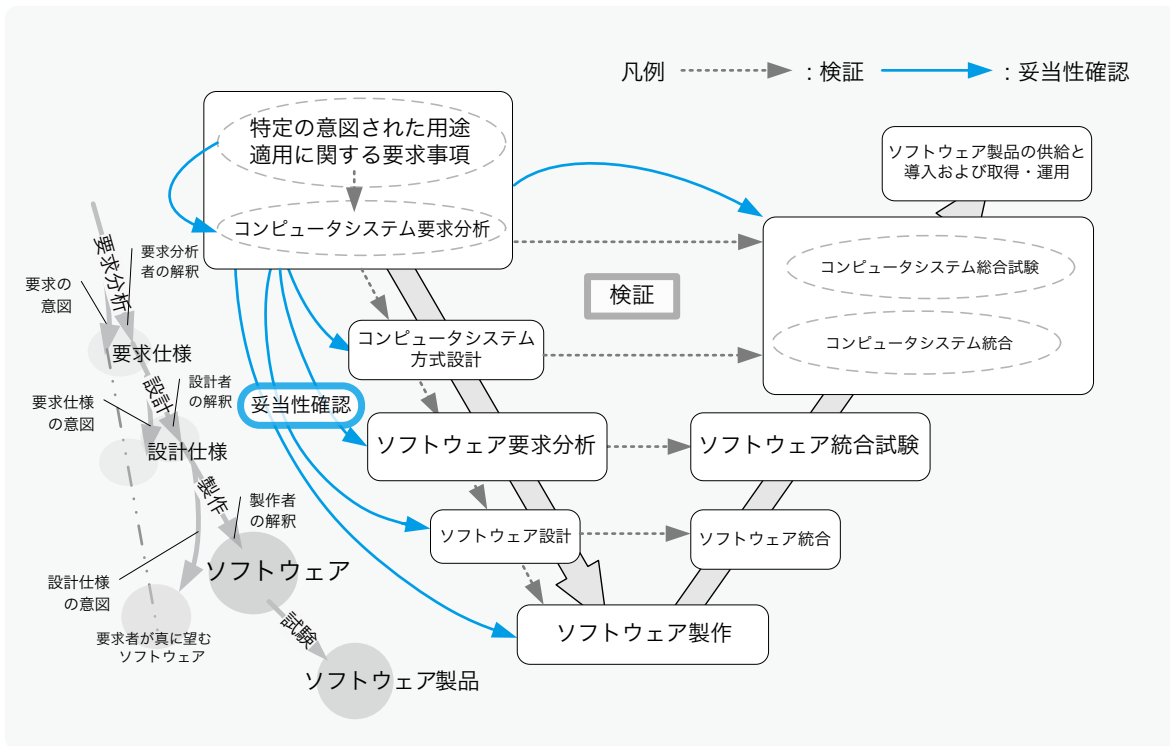 凡例
：検証
：妥当性確認
特定の意図された用途
適用に関する要求事項
コンピュータシステム要求分析
ソフトウェア製品の供給と
導入および取得・運用
コンピュータシステム総合試験
コンピュータシステム統合
検証
コンピュータシステム
方式設計
妥当性確認
ソフトウェア要求分析
ソフトウェア統合試験
ソフトウェア設計
ソフトウェア統合
ソフトウェア製作
要求分析
要求分析
者の解釈
要求の
意図
要求仕様
設計
設計者
の解釈
要求仕様
の意図
設計仕様
製作
製作者
の解釈
ソフトウェア
設計仕様
の意図
要求者が真に望む
ソフトウェア
試験
ソフトウェア製品